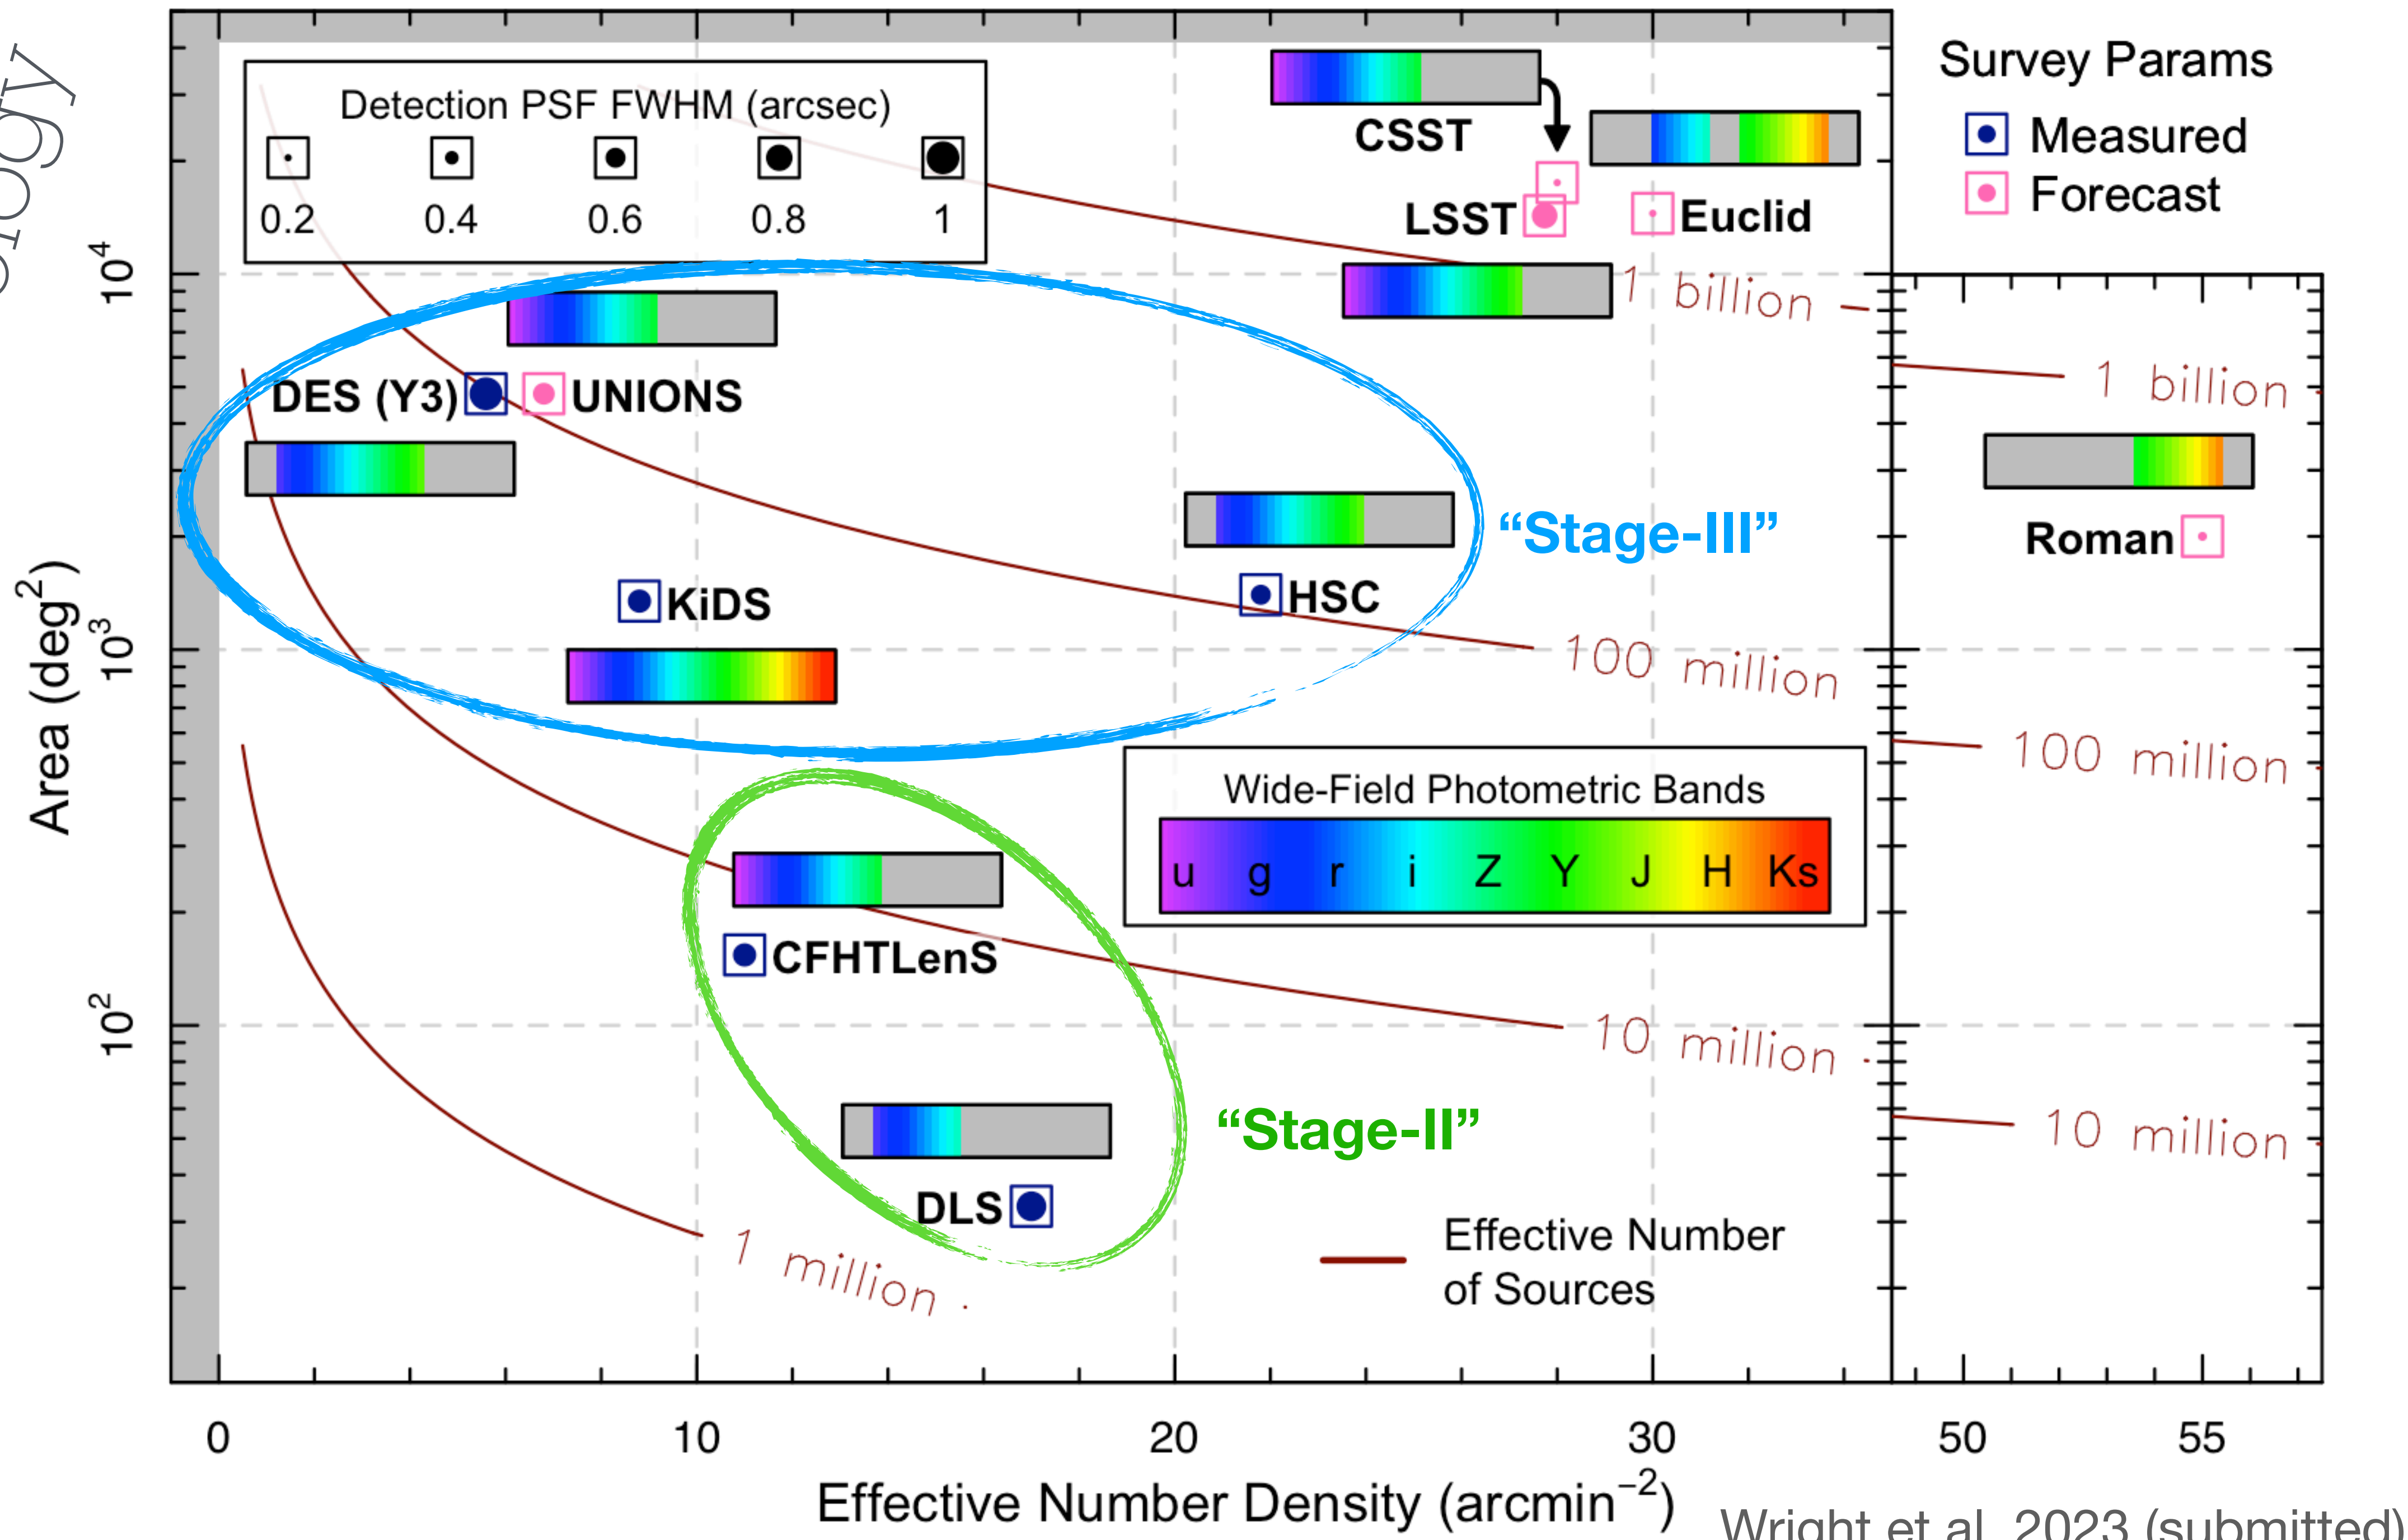 ology
Detection PSF FWHM (arcsec)
0.2 0.4 0.6 0.8 1
CSST
LSST
Euclid
Survey Params
Measured
Forecast
1 billion
1 billion
DES (Y3)
UNIONS
"Stage-III"
Roman
KiDS
HSC
100 million
100 million
Wide-Field Photometric Bands
u g r i Z Y J H Ks
CFHTLenS
10 million
10 million
"Stage-II"
DLS
1 million
Effective Number
of Sources
Area (deg²)
10⁴
10³
10²
0 10 20 30 50 55
Effective Number Density (arcmin⁻²)
Wright et al. 2023 (submitted)